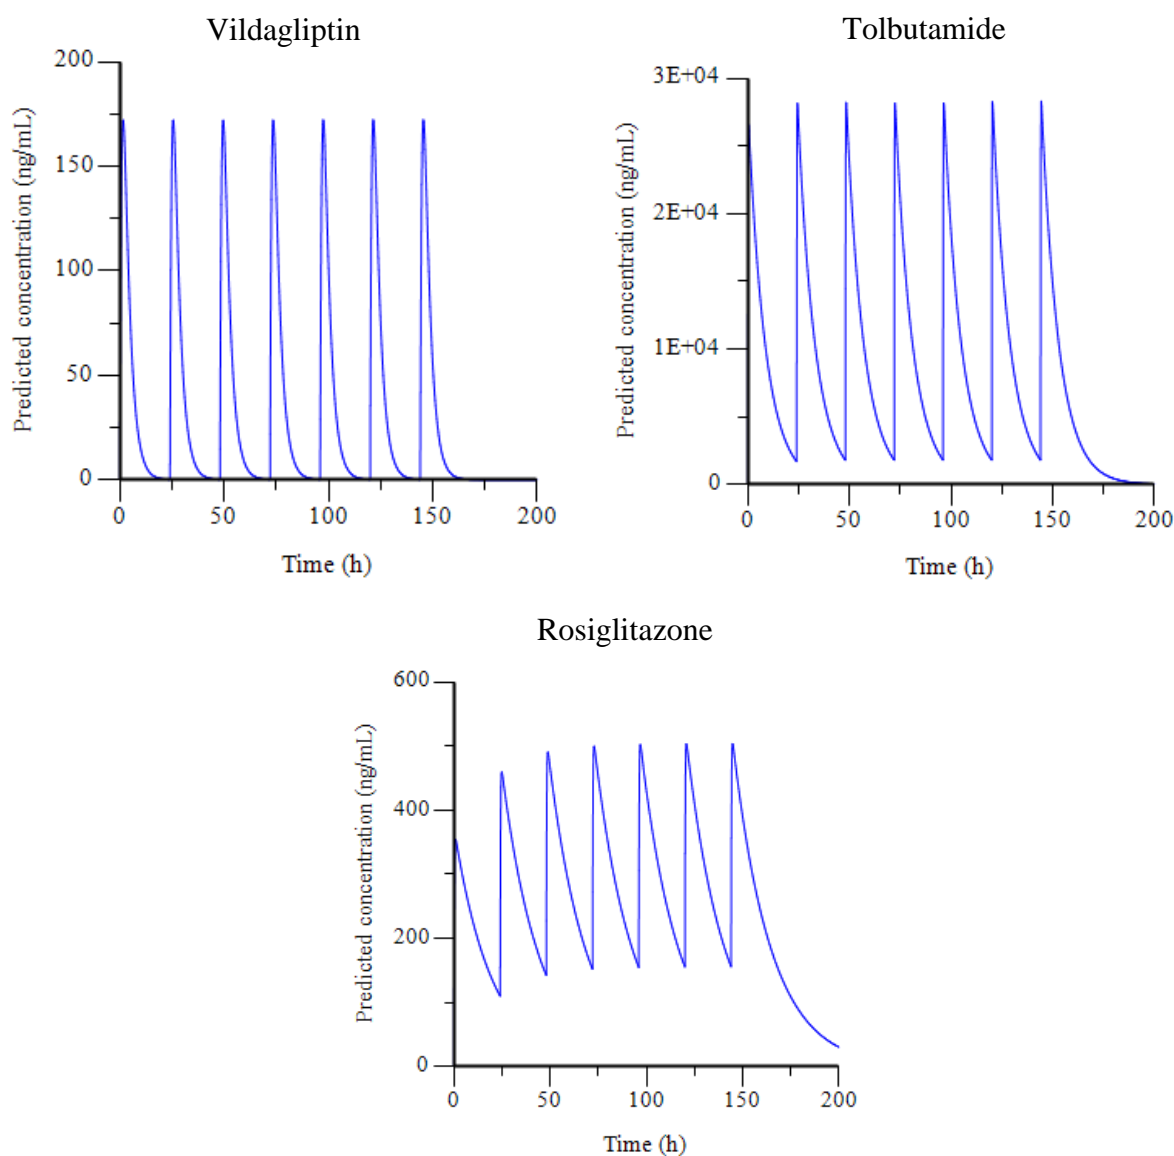 Vildagliptin
Predicted concentration (ng/mL)
200
150
100
50
0
0 50 100 150 200
Time (h)
Tolbutamide
Predicted concentration (ng/mL)
3E+04
2E+04
1E+04
0
0 50 100 150 200
Time (h)
Rosiglitazone
Predicted concentration (ng/mL)
600
400
200
0
0 50 100 150 200
Time (h)